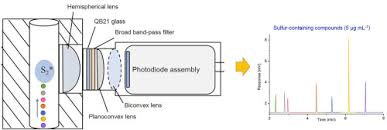 Hemispherical lens
QB21 glass
Broad band-pass filter
S₂*
Photodiode assembly
Biconvex lens
Planoconvex lens
Sulfur-containing compounds (5 μg mL⁻¹)
Response (mV)
Time (min)